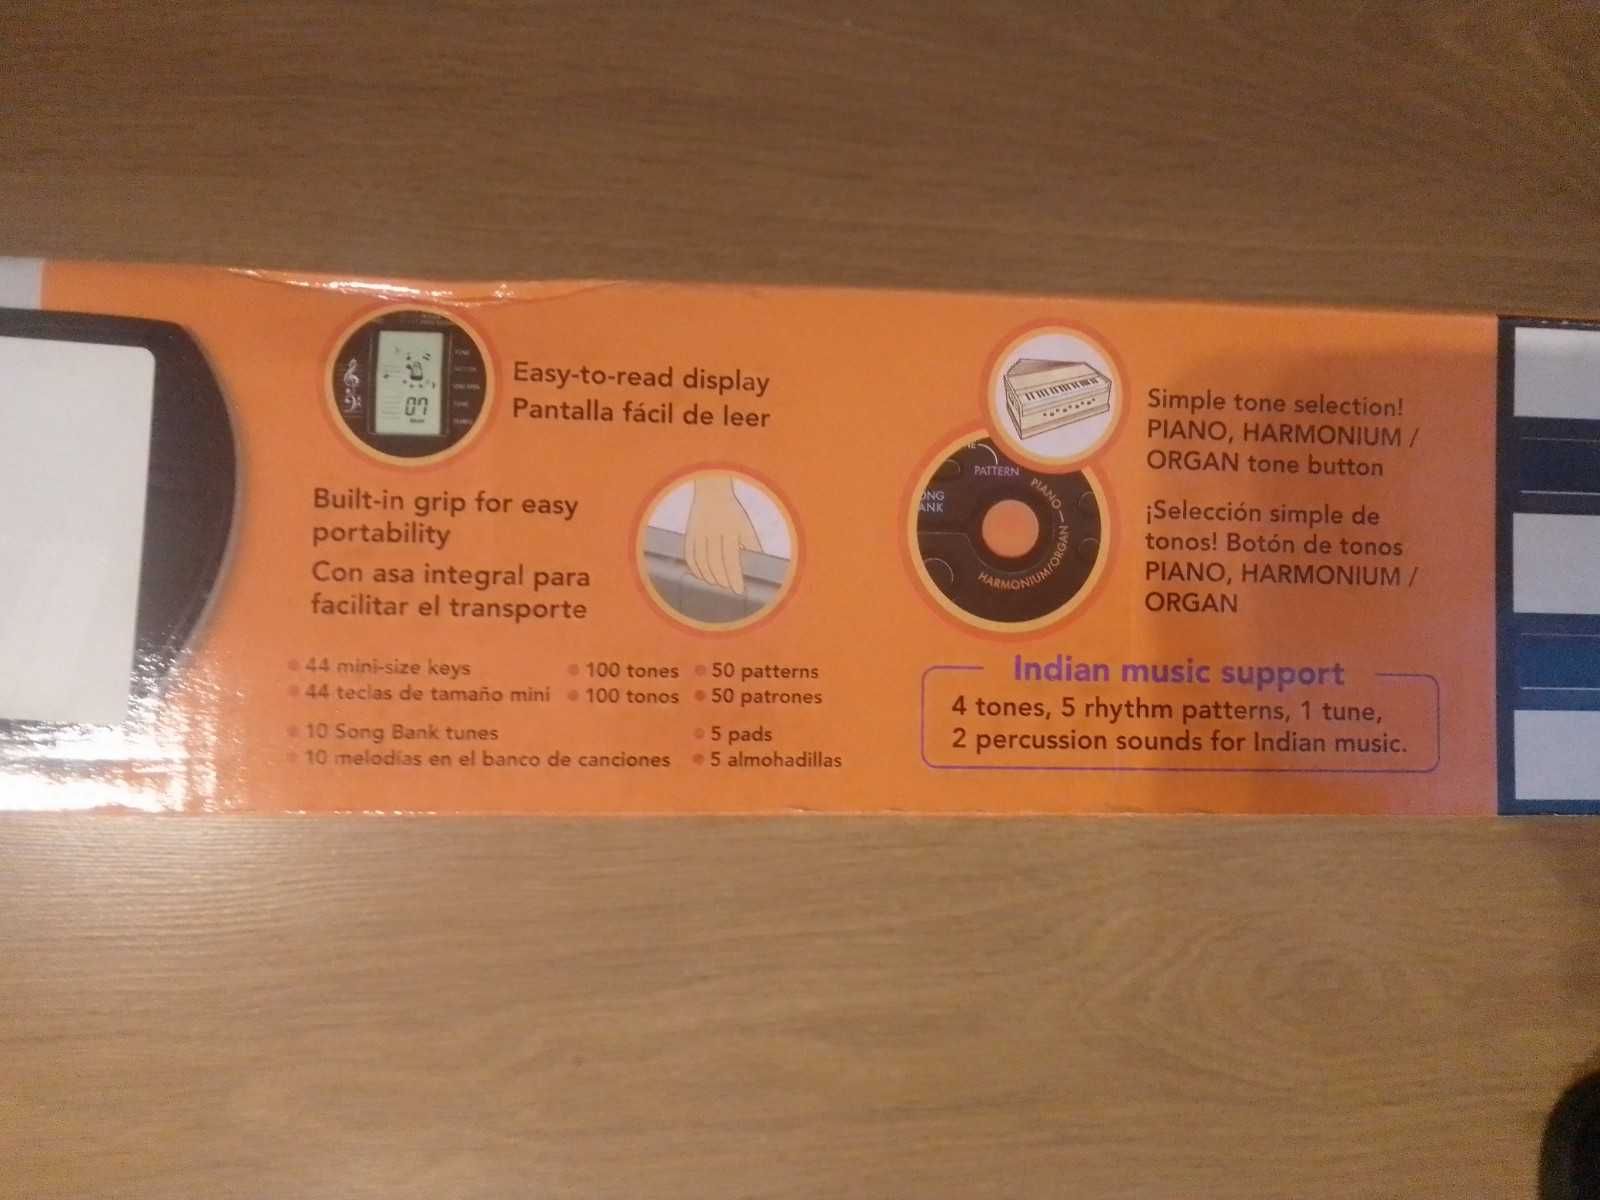 Easy-to-read display
Pantalla fácil de leer
07
Built-in grip for easy
portability
Con asa integral para
facilitar el transporte
44 mini-size keys
44 teclas de tamaño mini
100 tones
100 tonos
50 patterns
50 patrones
10 Song Bank tunes
10 melodías en el banco de canciones
5 pads
5 almohadillas
PATTERN
PIANO
HARMONIUM/ORGAN
Simple tone selection!
PIANO, HARMONIUM /
ORGAN tone button
¡Selección simple de
tonos! Botón de tonos
PIANO, HARMONIUM /
ORGAN
Indian music support
4 tones, 5 rhythm patterns, 1 tune,
2 percussion sounds for Indian music.